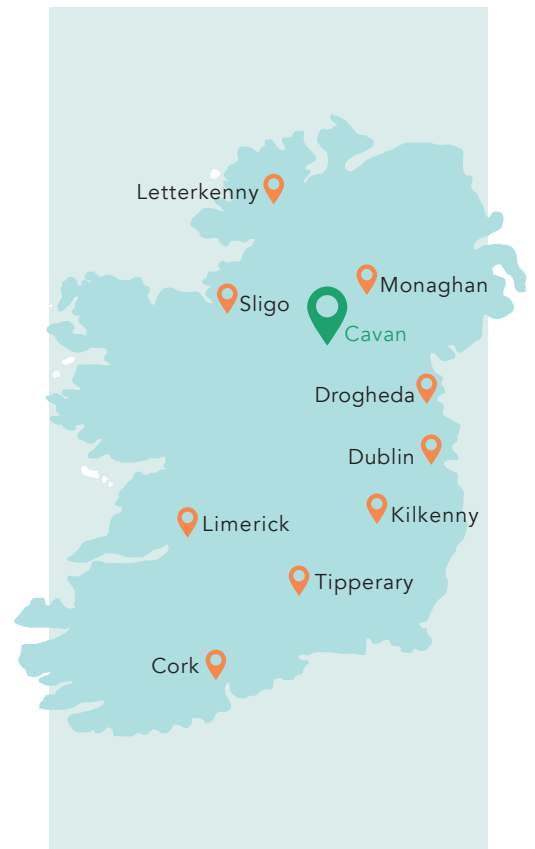 Letterkenny
Monaghan
Sligo
Cavan
Drogheda
Dublin
Kilkenny
Limerick
Tipperary
Cork